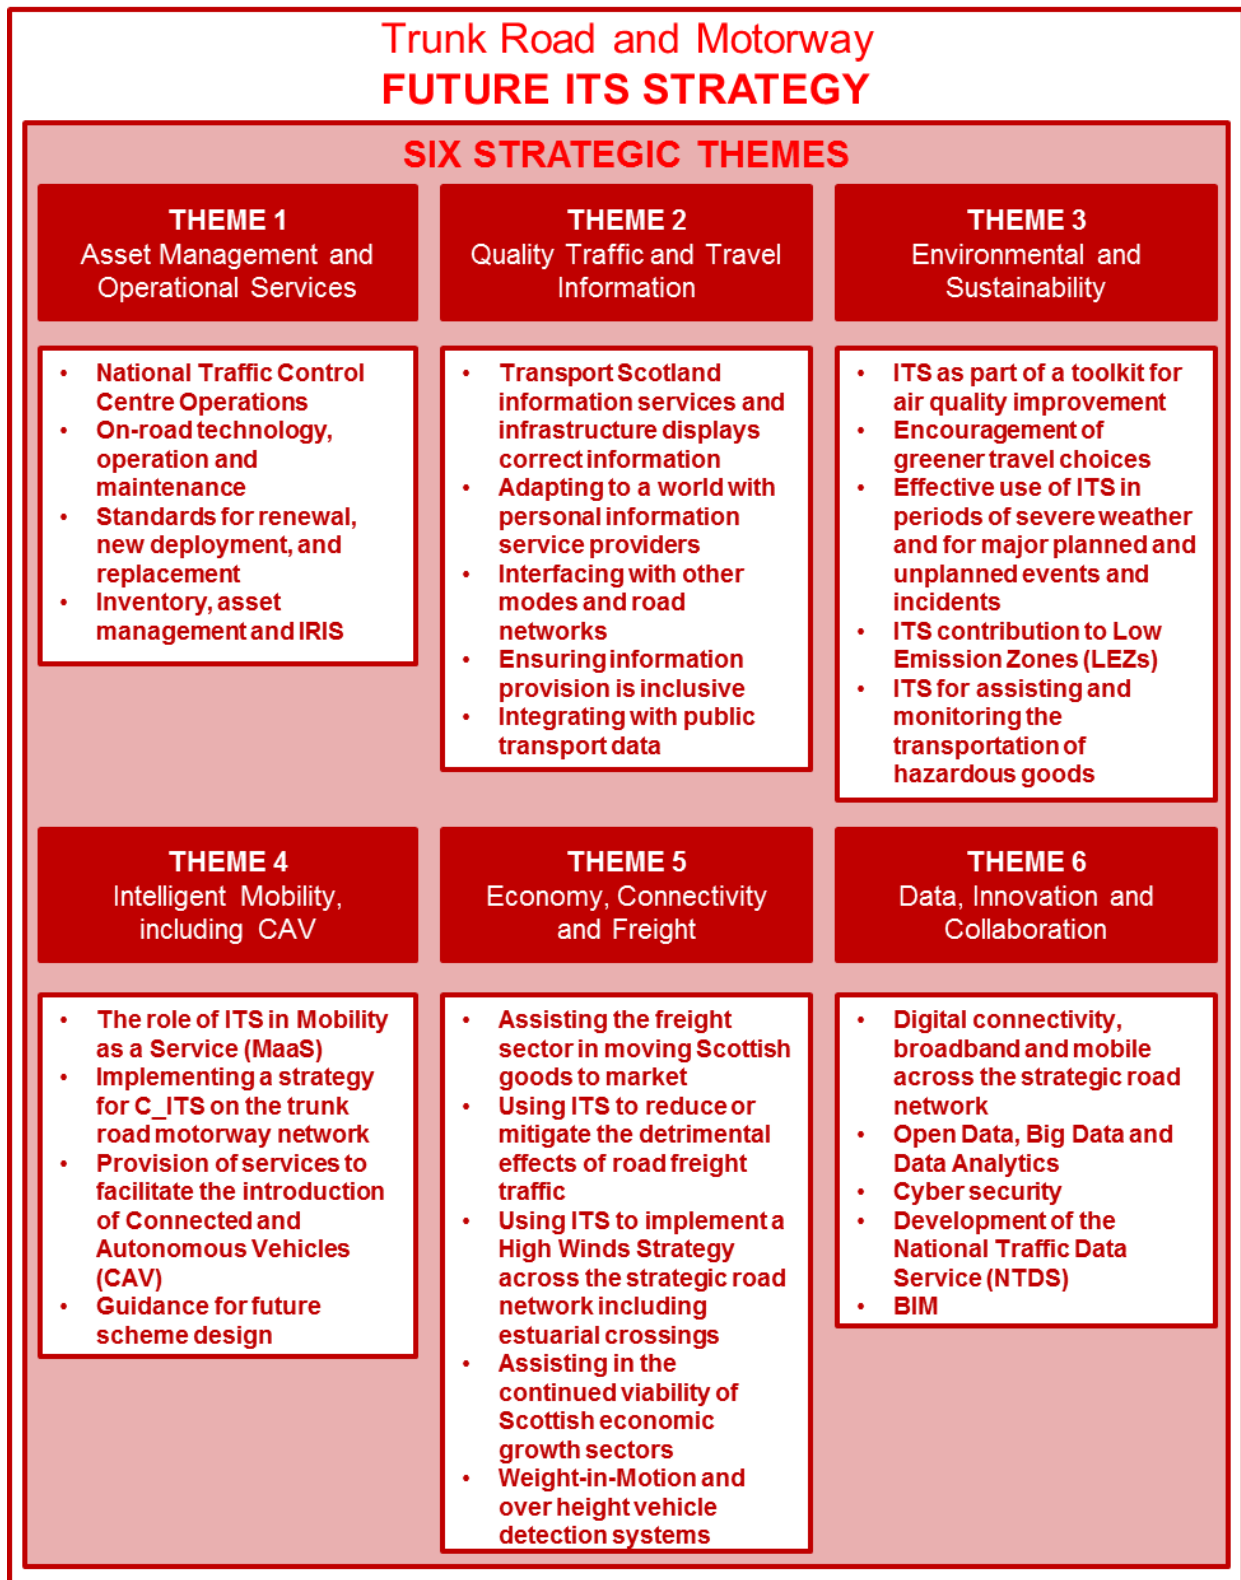 Trunk Road and Motorway
FUTURE ITS STRATEGY
SIX STRATEGIC THEMES
THEME 1
Asset Management and
Operational Services
• National Traffic Control
Centre Operations
• On-road technology,
operation and
maintenance
• Standards for renewal,
new deployment, and
replacement
• Inventory, asset
management and IRIS
THEME 2
Quality Traffic and Travel
Information
• Transport Scotland
information services and
infrastructure displays
correct information
• Adapting to a world with
personal information
service providers
• Interfacing with other
modes and road
networks
• Ensuring information
provision is inclusive
• Integrating with public
transport data
THEME 3
Environmental and
Sustainability
• ITS as part of a toolkit for
air quality improvement
• Encouragement of
greener travel choices
• Effective use of ITS in
periods of severe weather
and for major planned and
unplanned events and
incidents
• ITS contribution to Low
Emission Zones (LEZs)
• ITS for assisting and
monitoring the
transportation of
hazardous goods
THEME 4
Intelligent Mobility,
including CAV
• The role of ITS in Mobility
as a Service (MaaS)
• Implementing a strategy
for C_ITS on the trunk
road motorway network
• Provision of services to
facilitate the introduction
of Connected and
Autonomous Vehicles
(CAV)
• Guidance for future
scheme design
THEME 5
Economy, Connectivity
and Freight
• Assisting the freight
sector in moving Scottish
goods to market
• Using ITS to reduce or
mitigate the detrimental
effects of road freight
traffic
• Using ITS to implement a
High Winds Strategy
across the strategic road
network including
estuarial crossings
• Assisting in the
continued viability of
Scottish economic
growth sectors
• Weight-in-Motion and
over height vehicle
detection systems
THEME 6
Data, Innovation and
Collaboration
• Digital connectivity,
broadband and mobile
across the strategic road
network
• Open Data, Big Data and
Data Analytics
• Cyber security
• Development of the
National Traffic Data
Service (NTDS)
• BIM